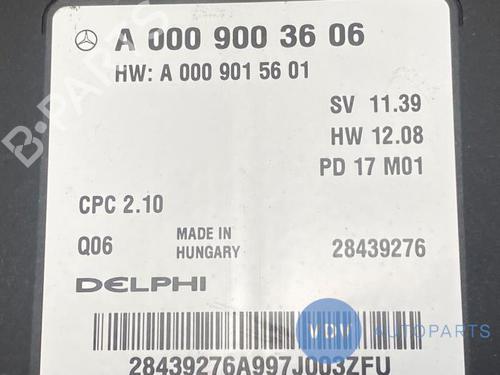 A 000 900 36 06
HW: A 000 901 56 01
SV 11.39
HW 12.08
PD 17 M01
CPC 2.10
Q06
MADE IN
HUNGARY
28439276
DELPHI
VDV AUTOPARTS
28439276A997J003ZFU